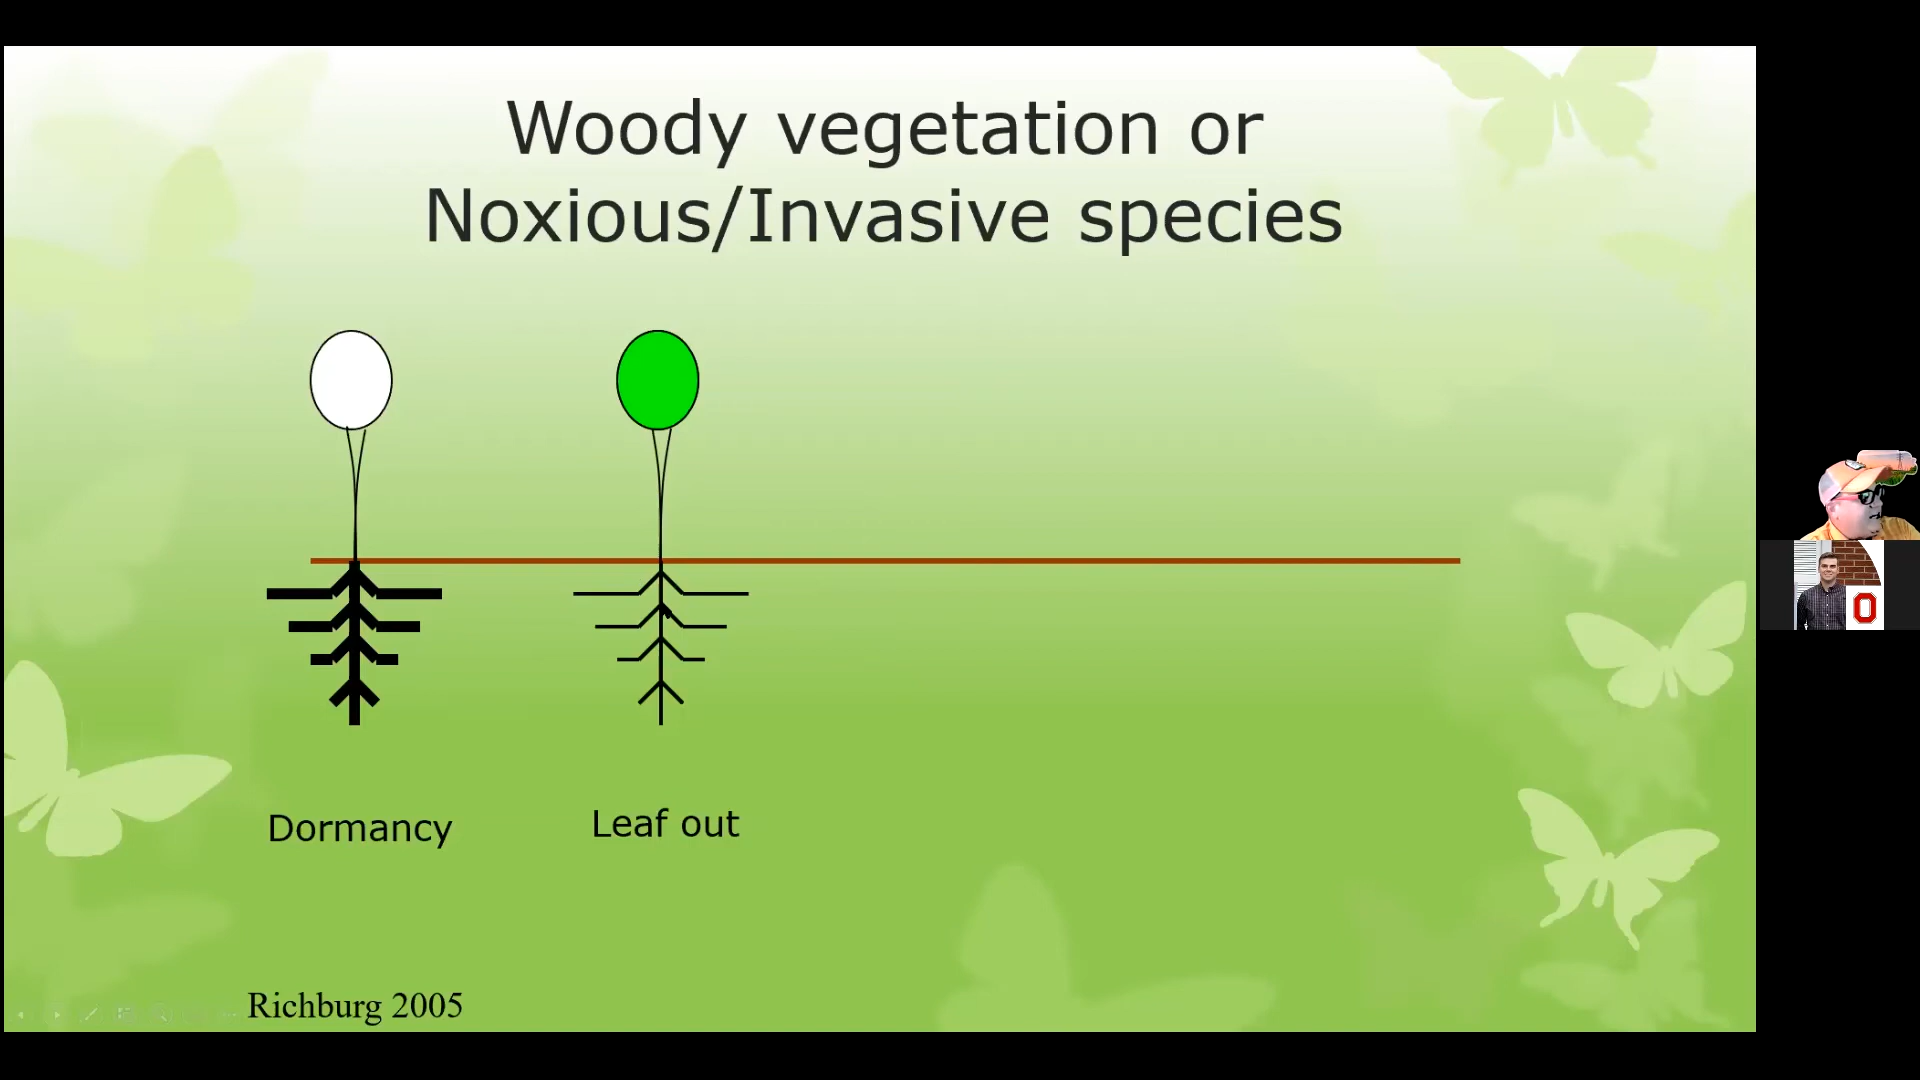 Woody vegetation or
Noxious/Invasive species
Dormancy
Leaf out
Richburg 2005
O